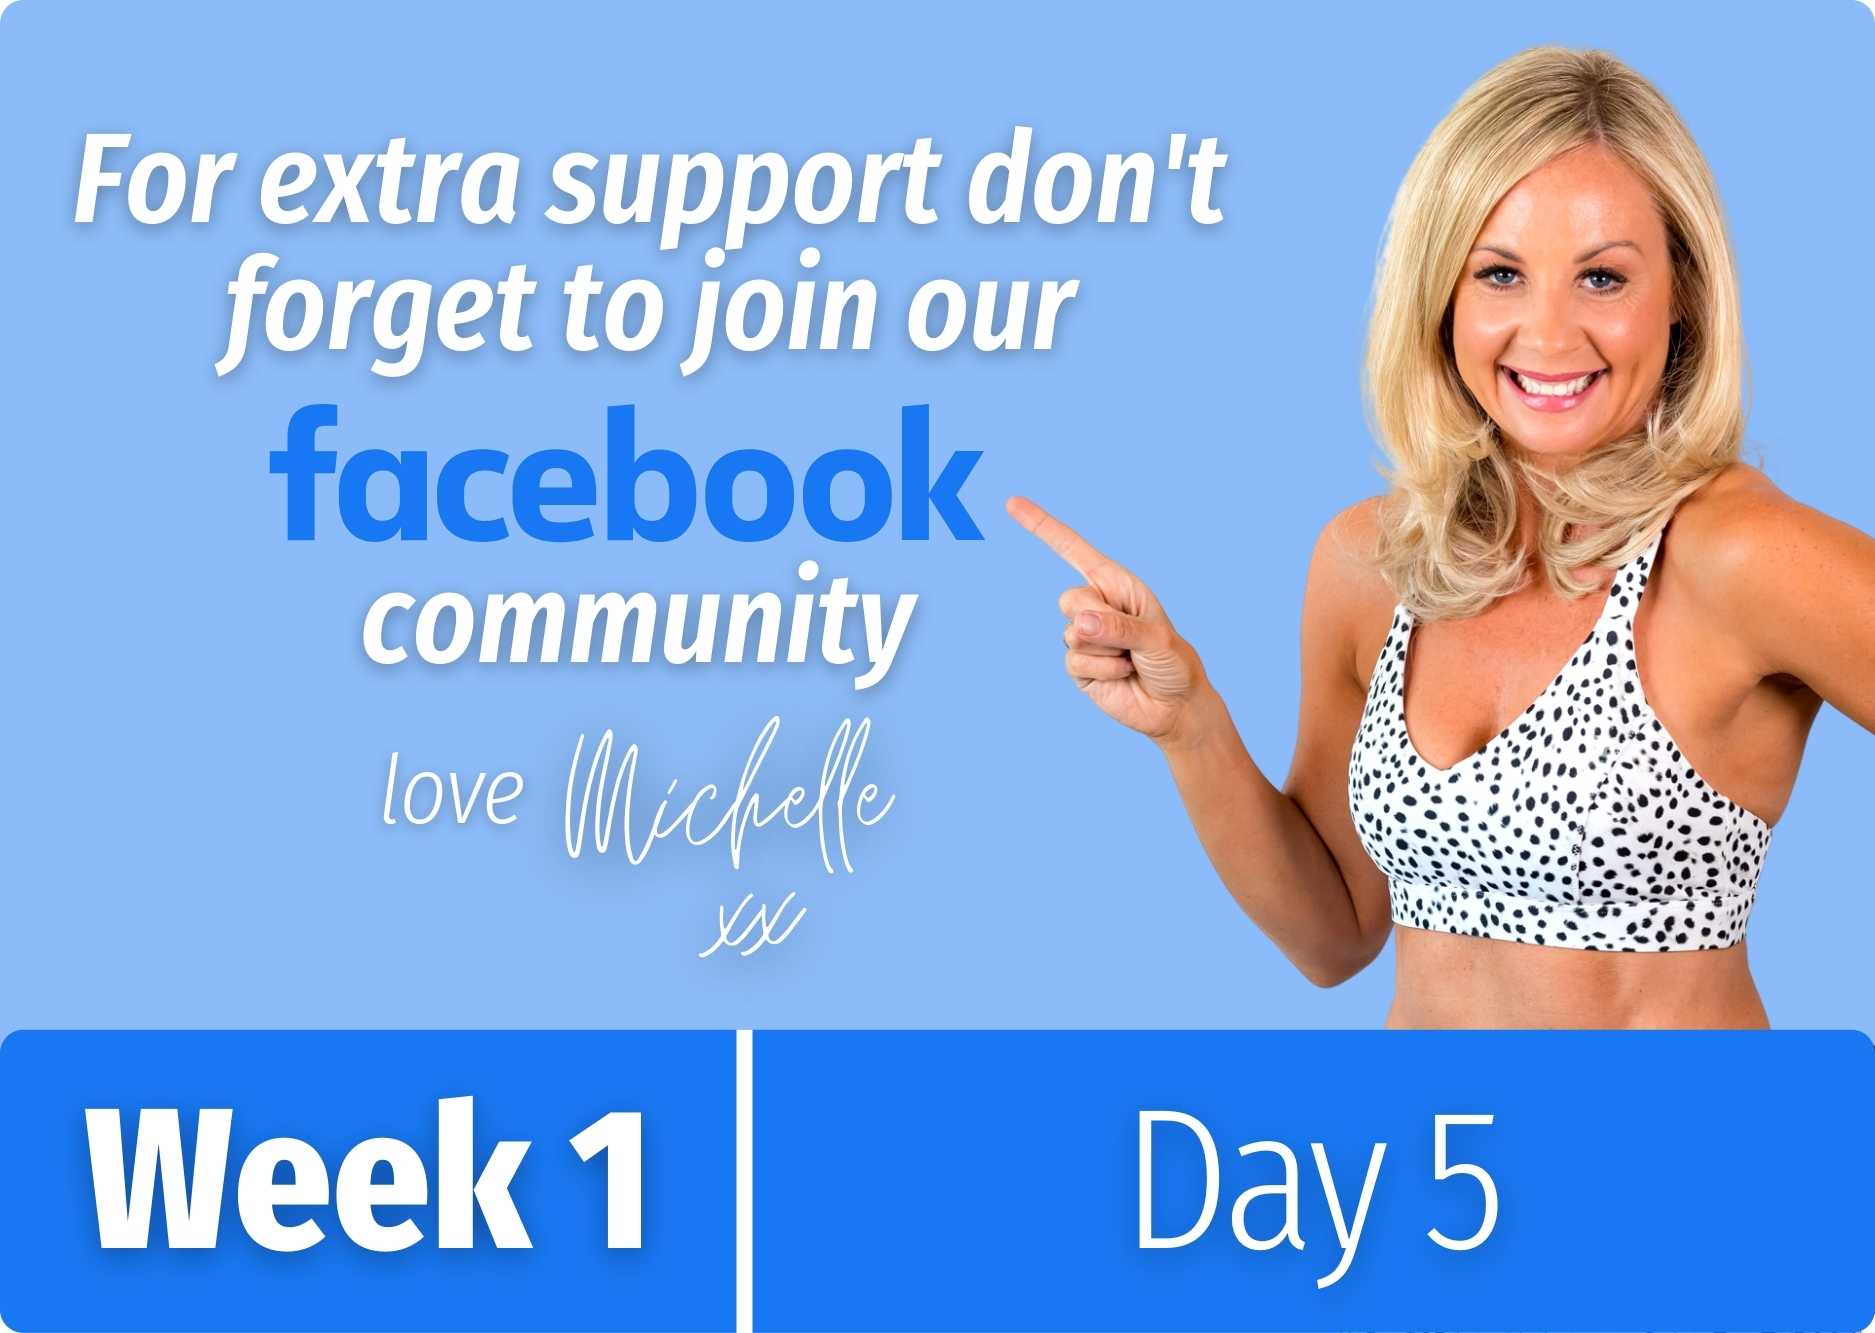 For extra support don't
forget to join our
facebook
community
love Michelle
xx
Week 1
Day 5